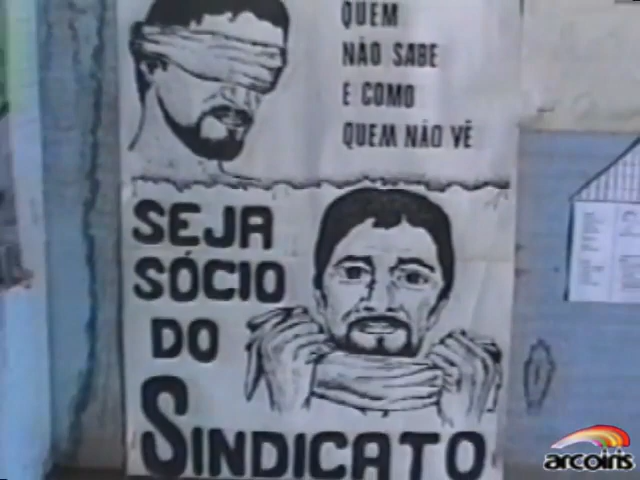 QUEM
NÃO SABE
E COMO
QUEM NÃO VÊ
SEJA
SÓCIO
DO
SINDICATO
arcoiris